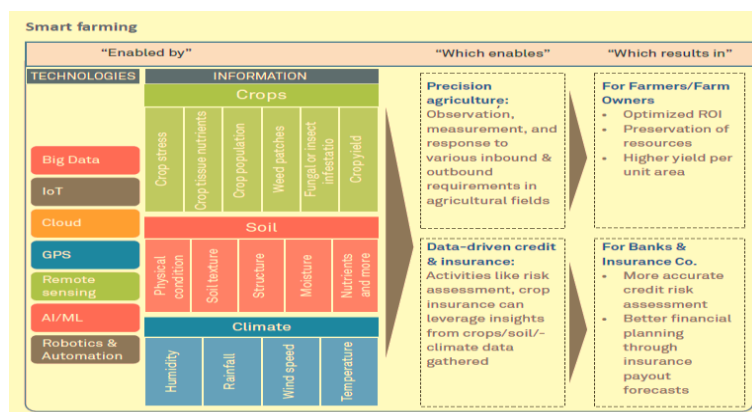 Smart farming
"Enabled by"
"Which enables"
"Which results in"
TECHNOLOGIES
INFORMATION
Big Data
IoT
Cloud
GPS
Remote
sensing
AI/ML
Robotics &
Automation
Crops
Crop stress
Crop tissue nutrients
Crop population
Weed patches
Fungal or insect
infestatio
Crop yield
Soil
Physical
condition
Soil texture
Structure
Moisture
Nutrients
and more
Climate
Humidity
Rainfall
Wind speed
Temperature
Precision
agriculture:
Observation,
measurement, and
response to
various inbound &
outbound
requirements in
agricultural fields
Data-driven credit
& insurance:
Activities like risk
assessment, crop
insurance can
leverage insights
from crops/soil/-
climate data
gathered
For Farmers/Farm
Owners
• Optimized ROI
• Preservation of
resources
• Higher yield per
unit area
For Banks &
Insurance Co.
• More accurate
credit risk
assessment
• Better financial
planning
through
insurance
payout
forecasts